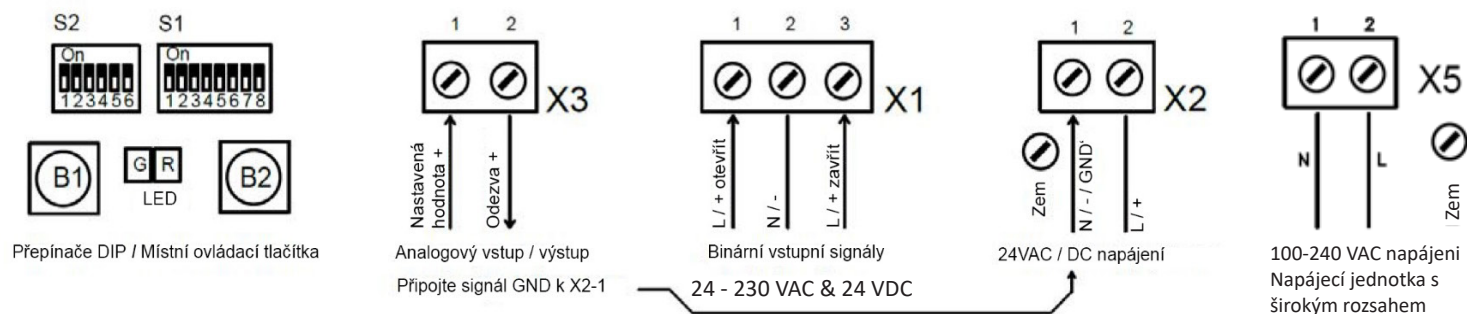 S2 S1
On On
123456 12345678
B1 G R B2
LED
Přepínače DIP / Místní ovládací tlačítka
1 2
X3
Nastavená
hodnota +
Odezva +
Analogový vstup / výstup
Připojte signál GND k X2-1
1 2 3
X1
L / + otevřít
N / -
L / + zavřít
Binární vstupní signály
24 - 230 VAC & 24 VDC
1 2
X2
Zem
N / - / GND'
L / +
24VAC / DC napájení
1 2
X5
N L
Zem
100-240 VAC napájeni
Napájecí jednotka s
širokým rozsahem